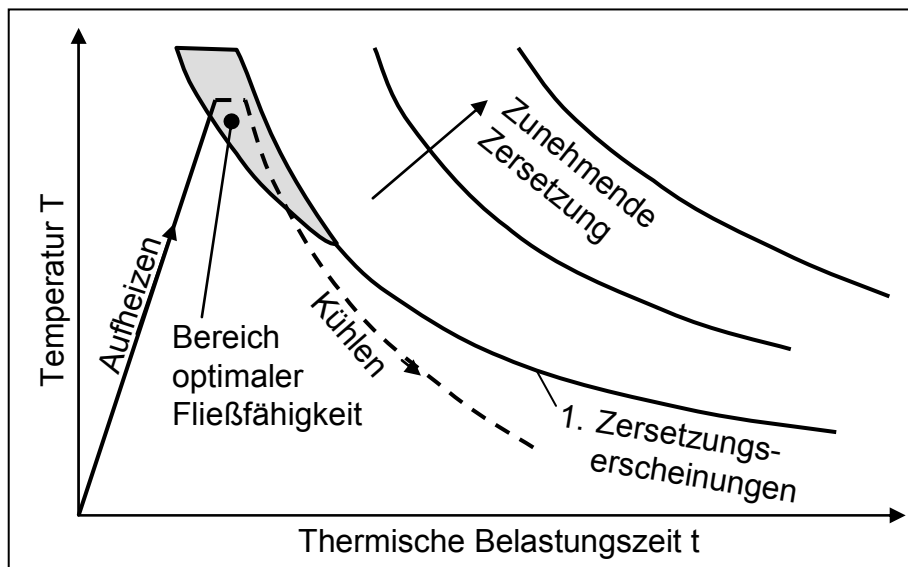 Temperatur T
Aufheizen
Bereich
optimaler
Fließfähigkeit
Kühlen
Zunehmende
Zersetzung
1. Zersetzungs-
erscheinungen
Thermische Belastungszeit t